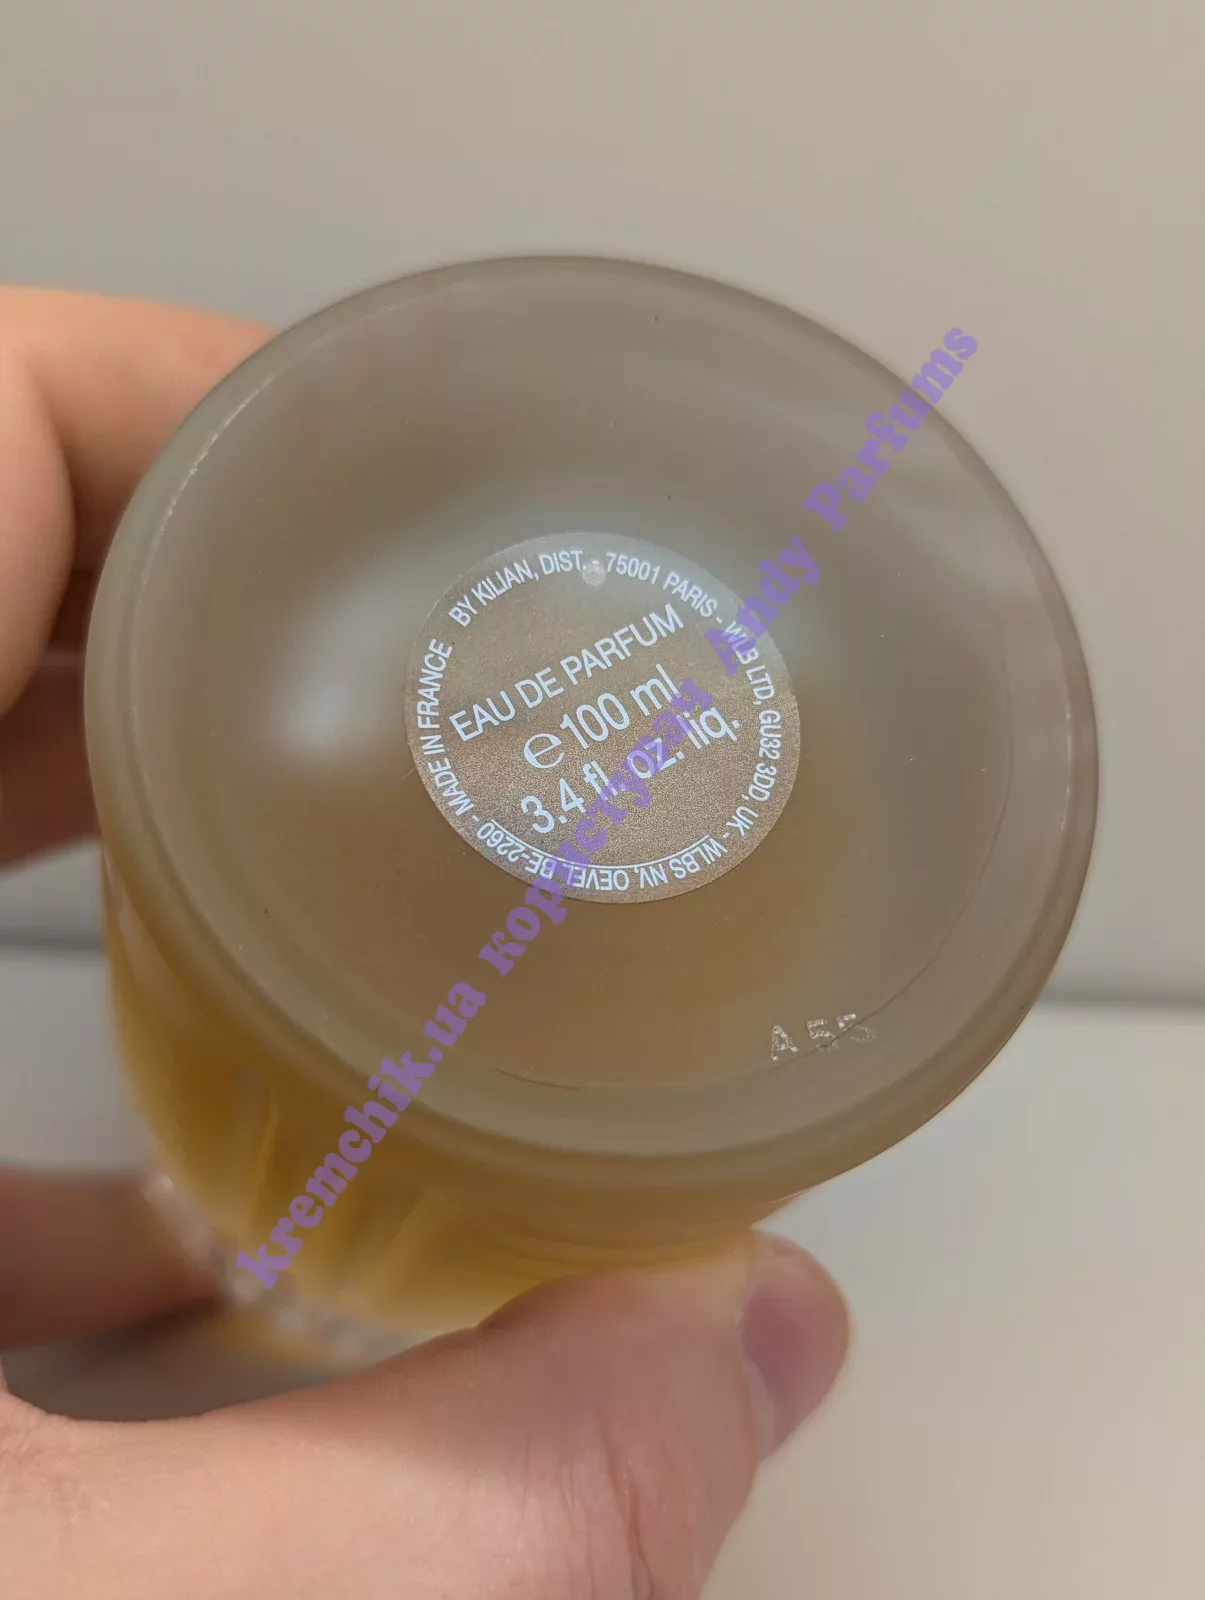 BY KILIAN, DIST. - 75001 PARIS - WLB LTD, GU32 3DD, UK - WLBS NV, OEVEL BE-2260 - MADE IN FRANCE
EAU DE PARFUM
℮100 ml
3.4 fl. oz. liq.
A 55
kremchik.ua користувач Andy Parfums